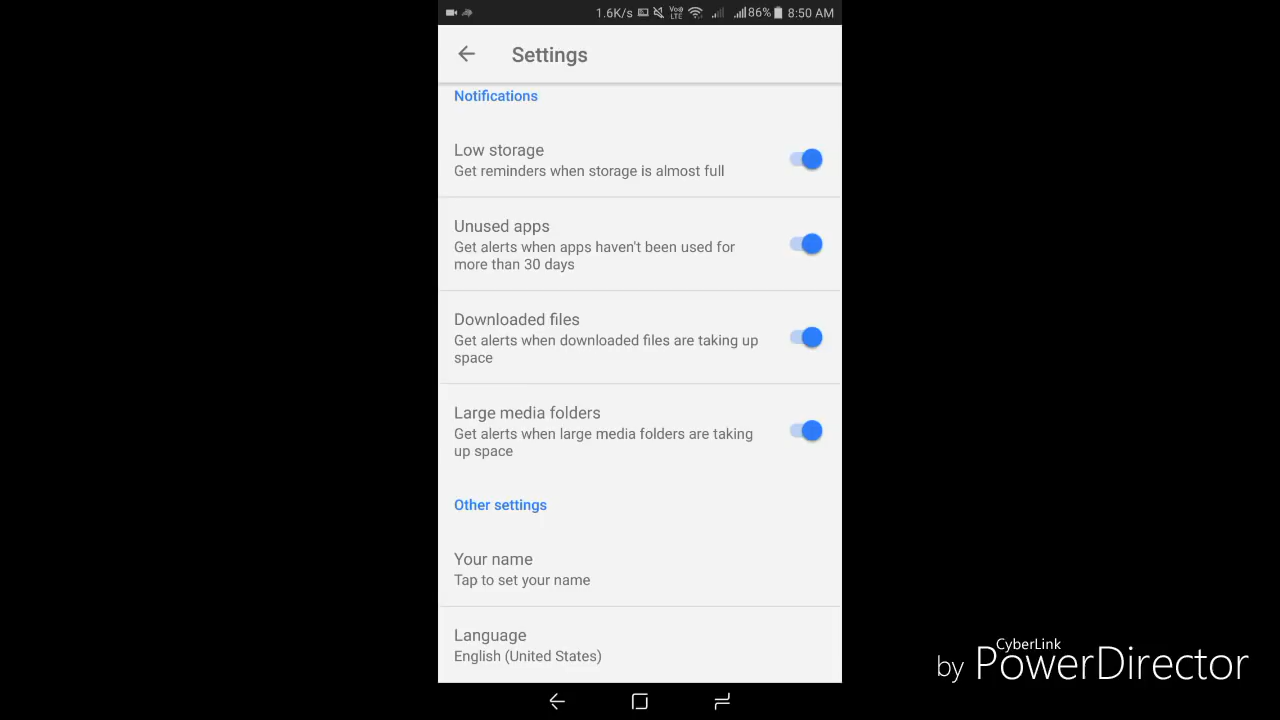 1.6K/s VoD LTE 86% 8:50 AM
Settings
Notifications
Low storage
Get reminders when storage is almost full
Unused apps
Get alerts when apps haven't been used for
more than 30 days
Downloaded files
Get alerts when downloaded files are taking up
space
Large media folders
Get alerts when large media folders are taking
up space
Other settings
Your name
Tap to set your name
Language
English (United States)
CyberLink
by PowerDirector